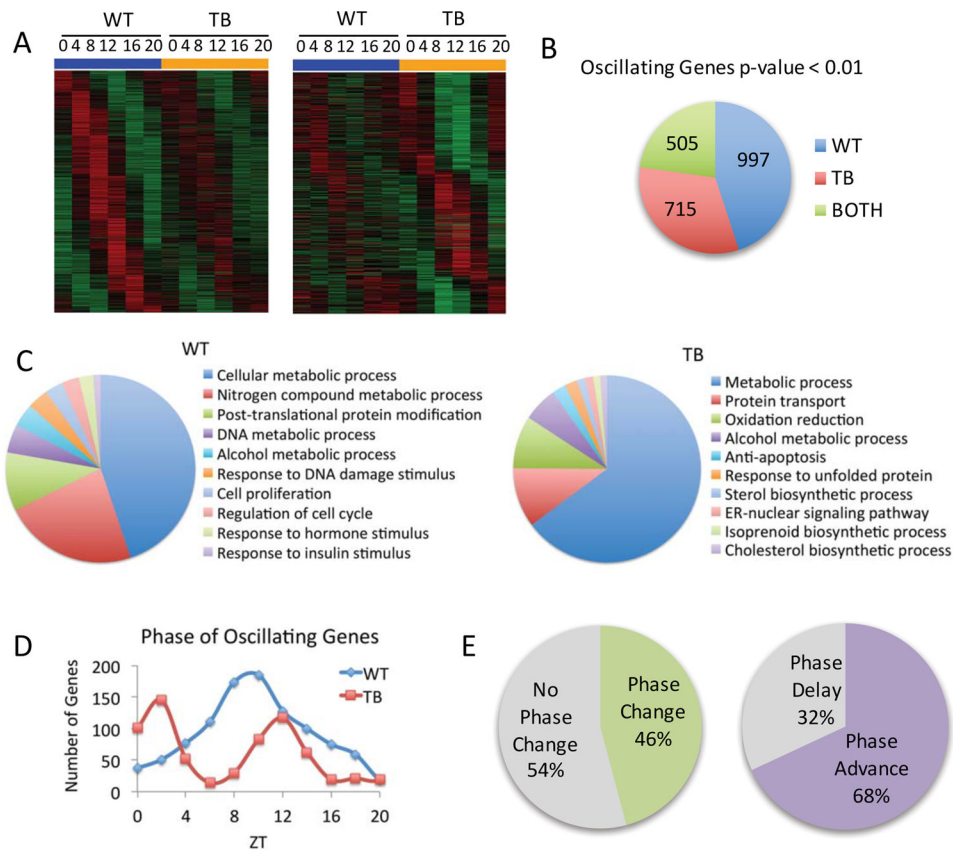 A
WT TB
0 4 8 12 16 20 0 4 8 12 16 20
WT TB
0 4 8 12 16 20 0 4 8 12 16 20
B
Oscillating Genes p-value < 0.01
505
997
715
WT
TB
BOTH
C
WT
Cellular metabolic process
Nitrogen compound metabolic process
Post-translational protein modification
DNA metabolic process
Alcohol metabolic process
Response to DNA damage stimulus
Cell proliferation
Regulation of cell cycle
Response to hormone stimulus
Response to insulin stimulus
TB
Metabolic process
Protein transport
Oxidation reduction
Alcohol metabolic process
Anti-apoptosis
Response to unfolded protein
Sterol biosynthetic process
ER-nuclear signaling pathway
Isoprenoid biosynthetic process
Cholesterol biosynthetic process
D
Phase of Oscillating Genes
Number of Genes
200
150
100
50
0
0 4 8 12 16 20
ZT
WT
TB
E
No
Phase
Change
54%
Phase
Change
46%
Phase
Delay
32%
Phase
Advance
68%